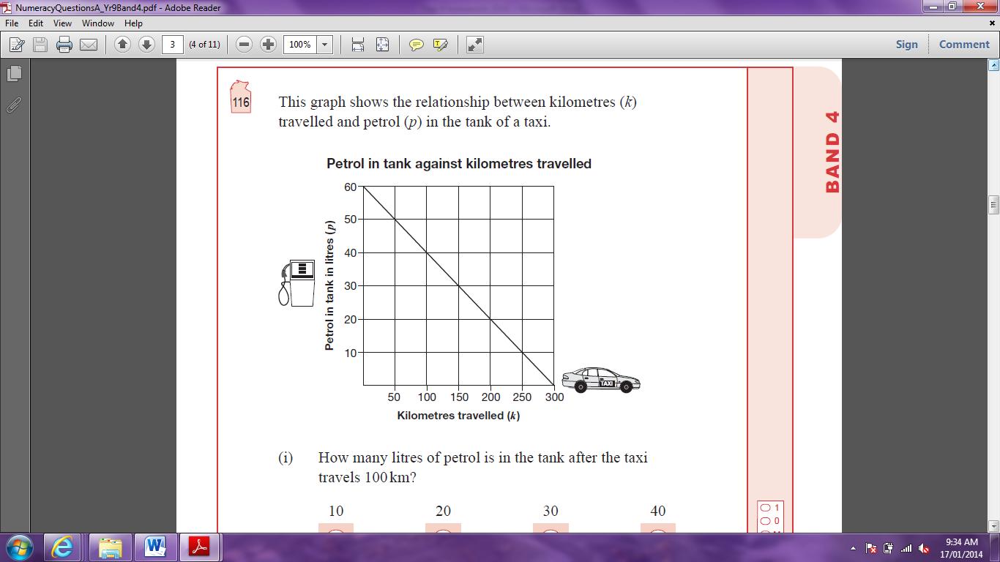 NumeracyQuestionsA_Yr9Band4.pdf - Adobe Reader
File Edit View Window Help
3 (4 of 11) 100% Sign Comment
116
This graph shows the relationship between kilometres (k)
travelled and petrol (p) in the tank of a taxi.
BAND 4
Petrol in tank against kilometres travelled
Petrol in tank in litres (p)
60
50
40
30
20
10
TAXI
50 100 150 200 250 300
Kilometres travelled (k)
(i) How many litres of petrol is in the tank after the taxi
travels 100 km?
10 20 30 40
1
0
9:34 AM
17/01/2014